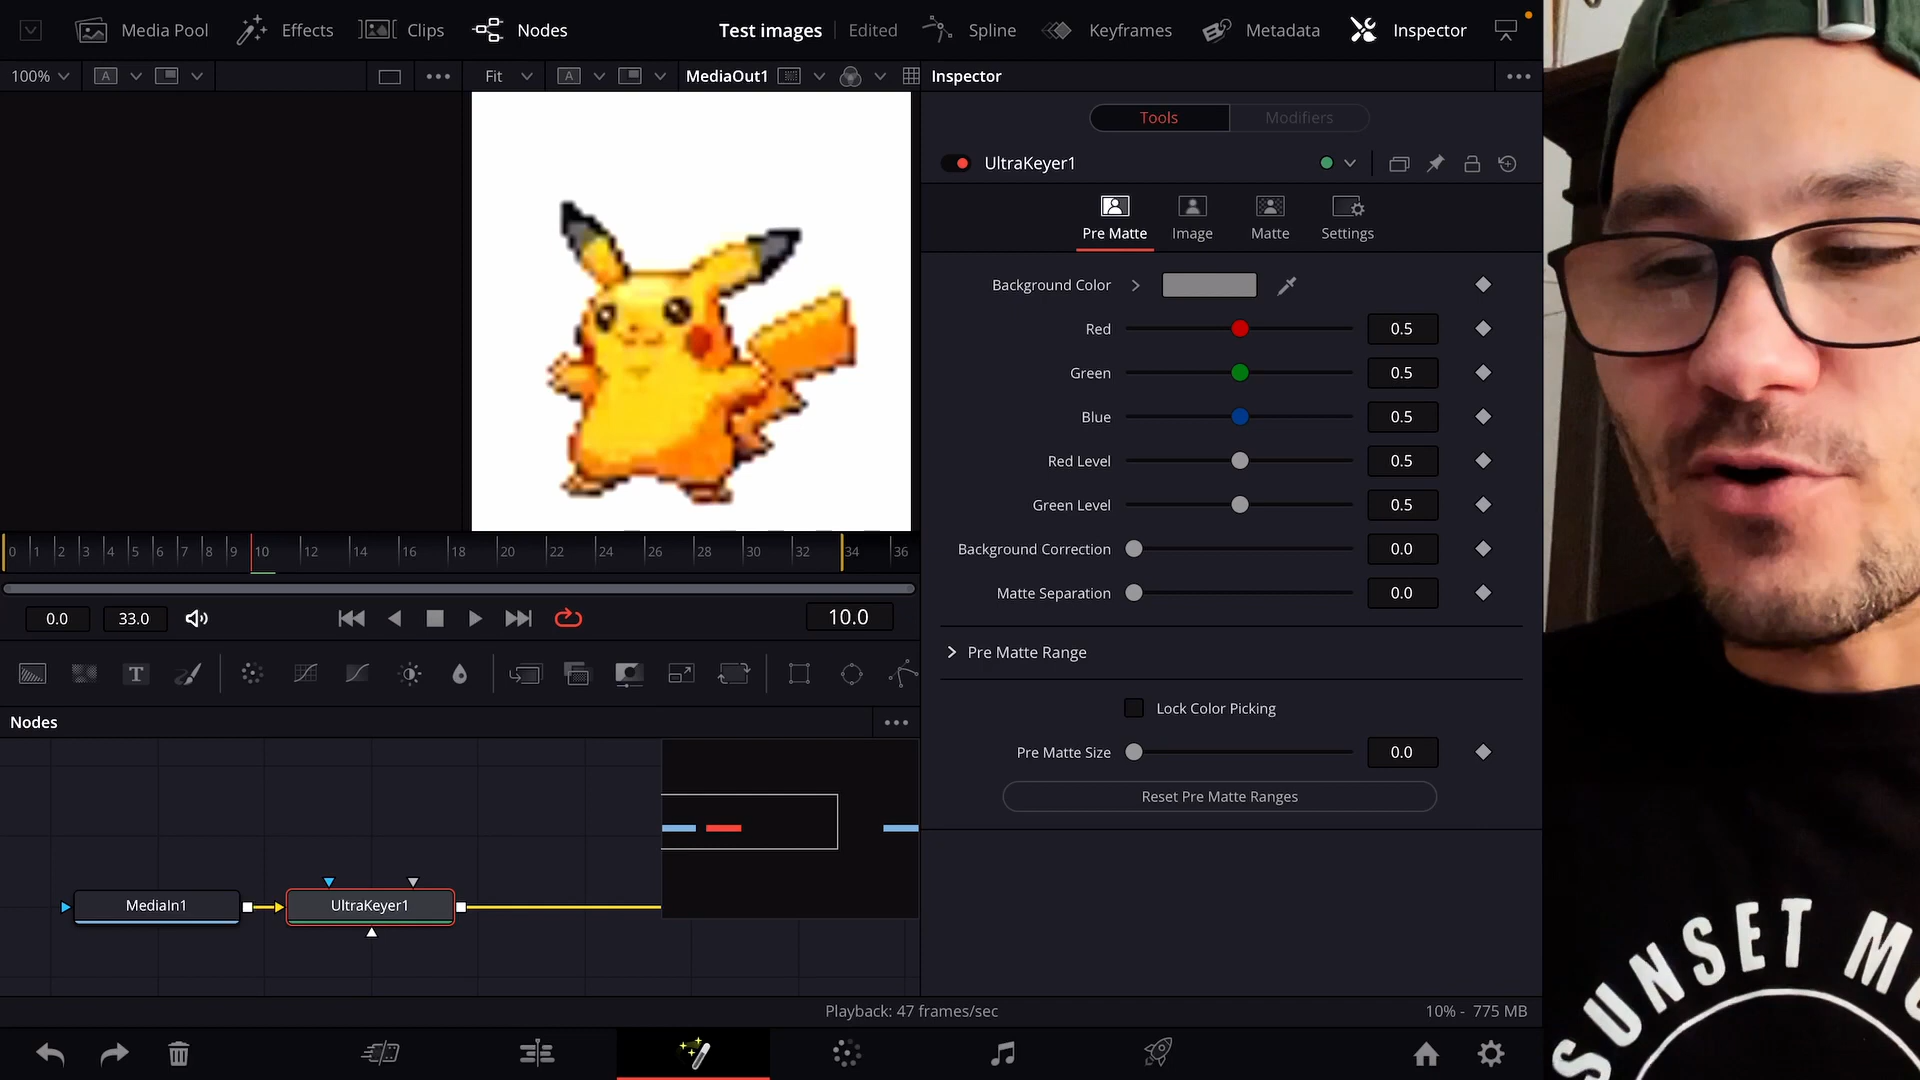 Media Pool Effects Clips Nodes Test images Edited Spline Keyframes Metadata Inspector
100% A Fit A MediaOut1 Inspector
Tools Modifiers
UltraKeyer1
Pre Matte Image Matte Settings
Background Color
Red 0.5
Green 0.5
Blue 0.5
Red Level 0.5
Green Level 0.5
Background Correction 0.0
Matte Separation 0.0
Pre Matte Range
Lock Color Picking
Pre Matte Size 0.0
Reset Pre Matte Ranges
0 1 2 3 4 5 6 7 8 9 10 12 14 16 18 20 22 24 26 28 30 32 34 36
0.0 33.0 10.0
T
Nodes
MediaIn1 UltraKeyer1
Playback: 47 frames/sec 10% - 775 MB
SUNSET